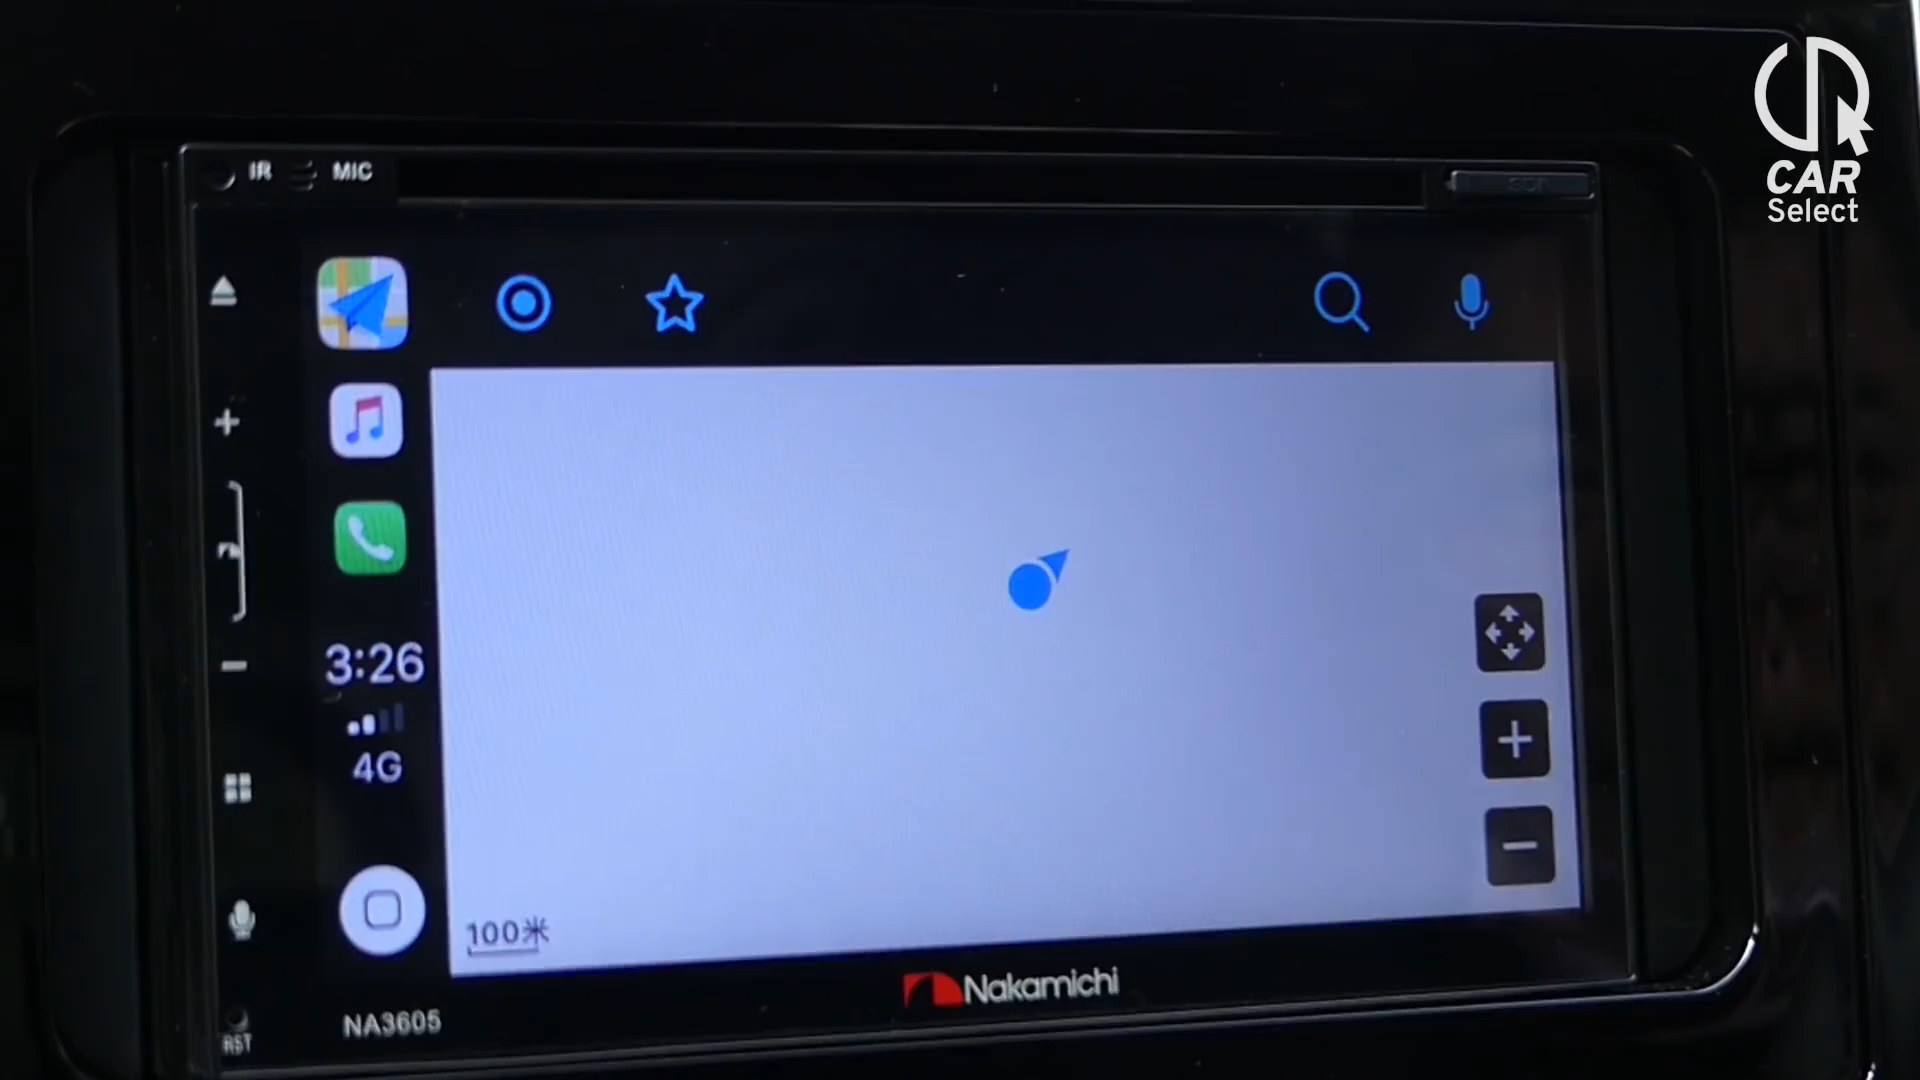 IR
MIC
CAR
Select
3:26
4G
100米
Nakamichi
NA3605
RST